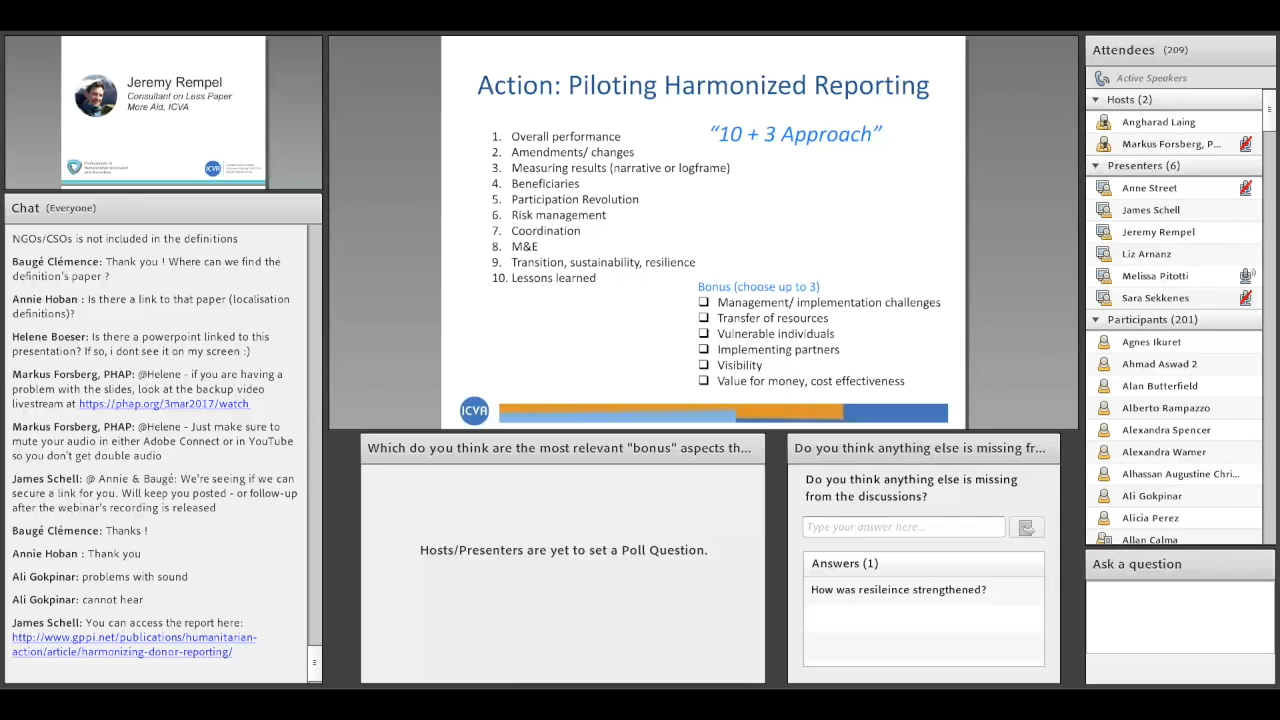 Jeremy Rempel
Consultant on Less Paper
More Aid, ICVA
ICVA
Chat (Everyone)
NGOs/CSOs is not included in the definitions
Baugé Clémence: Thank you ! Where can we find the
definition's paper ?
Annie Hoban : Is there a link to that paper (localisation
definitions)?
Helene Boeser: Is there a powerpoint linked to this
presentation? If so, i dont see it on my screen :)
Markus Forsberg, PHAP: @Helene - if you are having a
problem with the slides, look at the backup video
livestream at https://phap.org/3mar2017/watch
Markus Forsberg, PHAP: @Helene - Just make sure to
mute your audio in either Adobe Connect or in YouTube
so you don't get double audio
James Schell: @ Annie & Baugé: We're seeing if we can
secure a link for you. Will keep you posted - or follow-up
after the webinar's recording is released
Baugé Clémence: Thanks !
Annie Hoban : Thank you
Ali Gokpinar: problems with sound
Ali Gokpinar: cannot hear
James Schell: You can access the report here:
http://www.gppi.net/publications/humanitarian-
action/article/harmonizing-donor-reporting/
Action: Piloting Harmonized Reporting
"10 + 3 Approach"
1. Overall performance
2. Amendments/ changes
3. Measuring results (narrative or logframe)
4. Beneficiaries
5. Participation Revolution
6. Risk management
7. Coordination
8. M&E
9. Transition, sustainability, resilience
10. Lessons learned
Bonus (choose up to 3)
Management/ implementation challenges
Transfer of resources
Vulnerable individuals
Implementing partners
Visibility
Value for money, cost effectiveness
ICVA
Which do you think are the most relevant "bonus" aspects th...
Hosts/Presenters are yet to set a Poll Question.
Do you think anything else is missing fr...
Do you think anything else is missing
from the discussions?
Type your answer here...
Answers (1)
How was resileince strengthened?
Attendees (209)
Active Speakers
Hosts (2)
Angharad Laing
Markus Forsberg, P...
Presenters (6)
Anne Street
James Schell
Jeremy Rempel
Liz Arnanz
Melissa Pitotti
Sara Sekkenes
Participants (201)
Agnes Ikuret
Ahmad Aswad 2
Alan Butterfield
Alberto Rampazzo
Alexandra Spencer
Alexandra Warner
Alhassan Augustine Chri...
Ali Gokpinar
Alicia Perez
Allan Calma
Ask a question